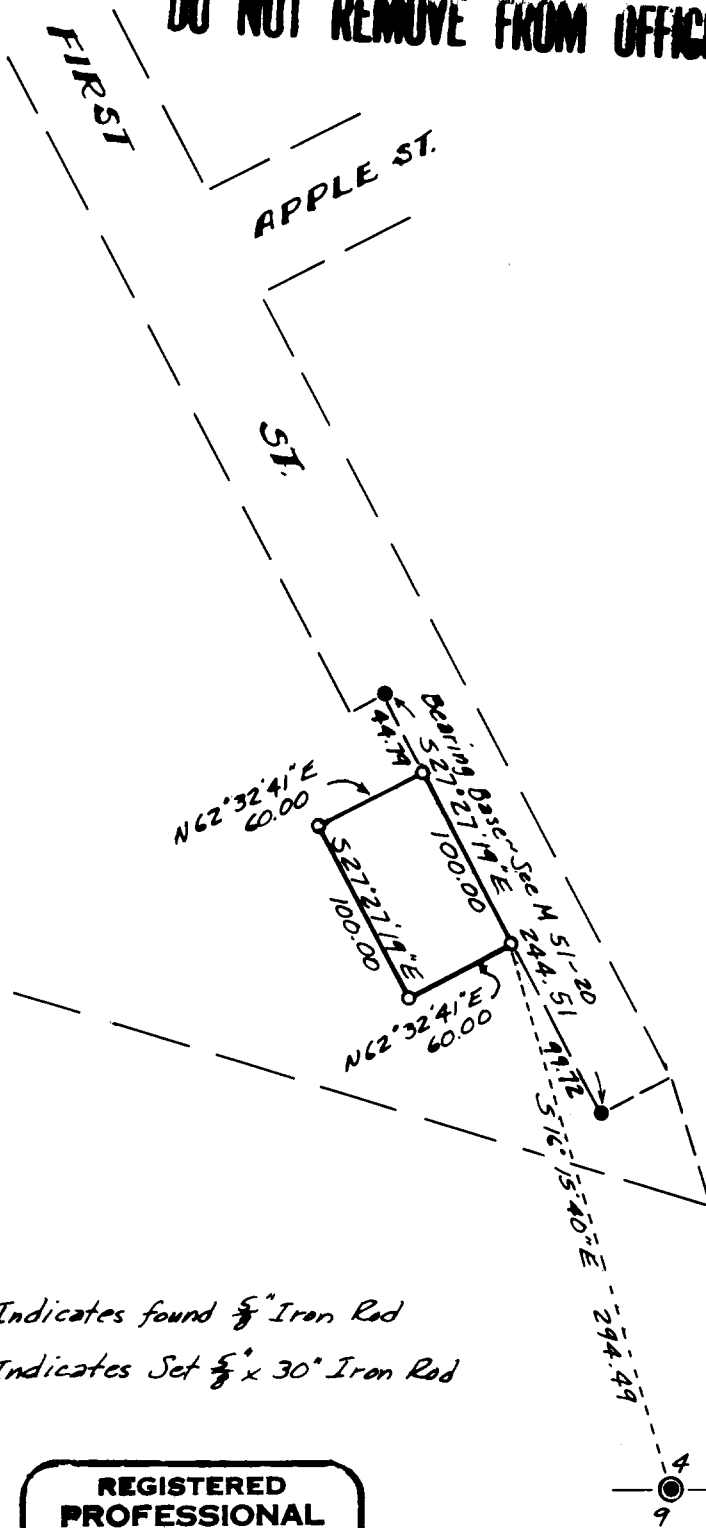 DO NOT REMOVE FROM OFFICE
FIRST
APPLE ST.
ST.
Bearing Base~See M 51-20
44.79
S27°27'19"E
244.51
N62°32'41"E
60.00
100.00
S27°27'19"E
100.00
N62°32'41"E
60.00
99.72
S16°15'40"E 294.49
Indicates found 5/8" Iron Rod
Indicates Set 5/8" x 30" Iron Rod
4
9
REGISTERED
PROFESSIONAL